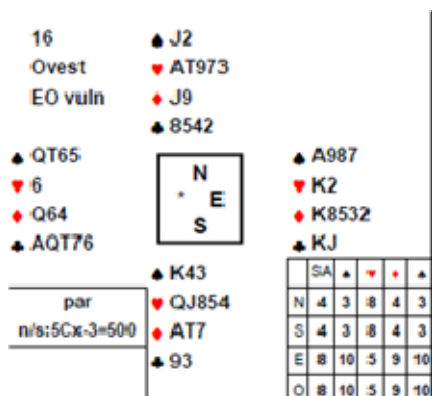 16
Ovest
EO vuln
♠ J2
♥ AT973
♦ J9
♣ 8542
♠ QT65
♥ 6
♦ Q64
♣ AQT76
N
* E
S
♠ A987
♥ K2
♦ K8532
♣ KJ
♠ K43
♥ QJ854
♦ AT7
♣ 93
par
n/s:5Cx-3=500
SA ♠ ♥ ♦ ♠
N 4 3 8 4 3
S 4 3 8 4 3
E 8 10 5 9 10
O 8 10 5 9 10